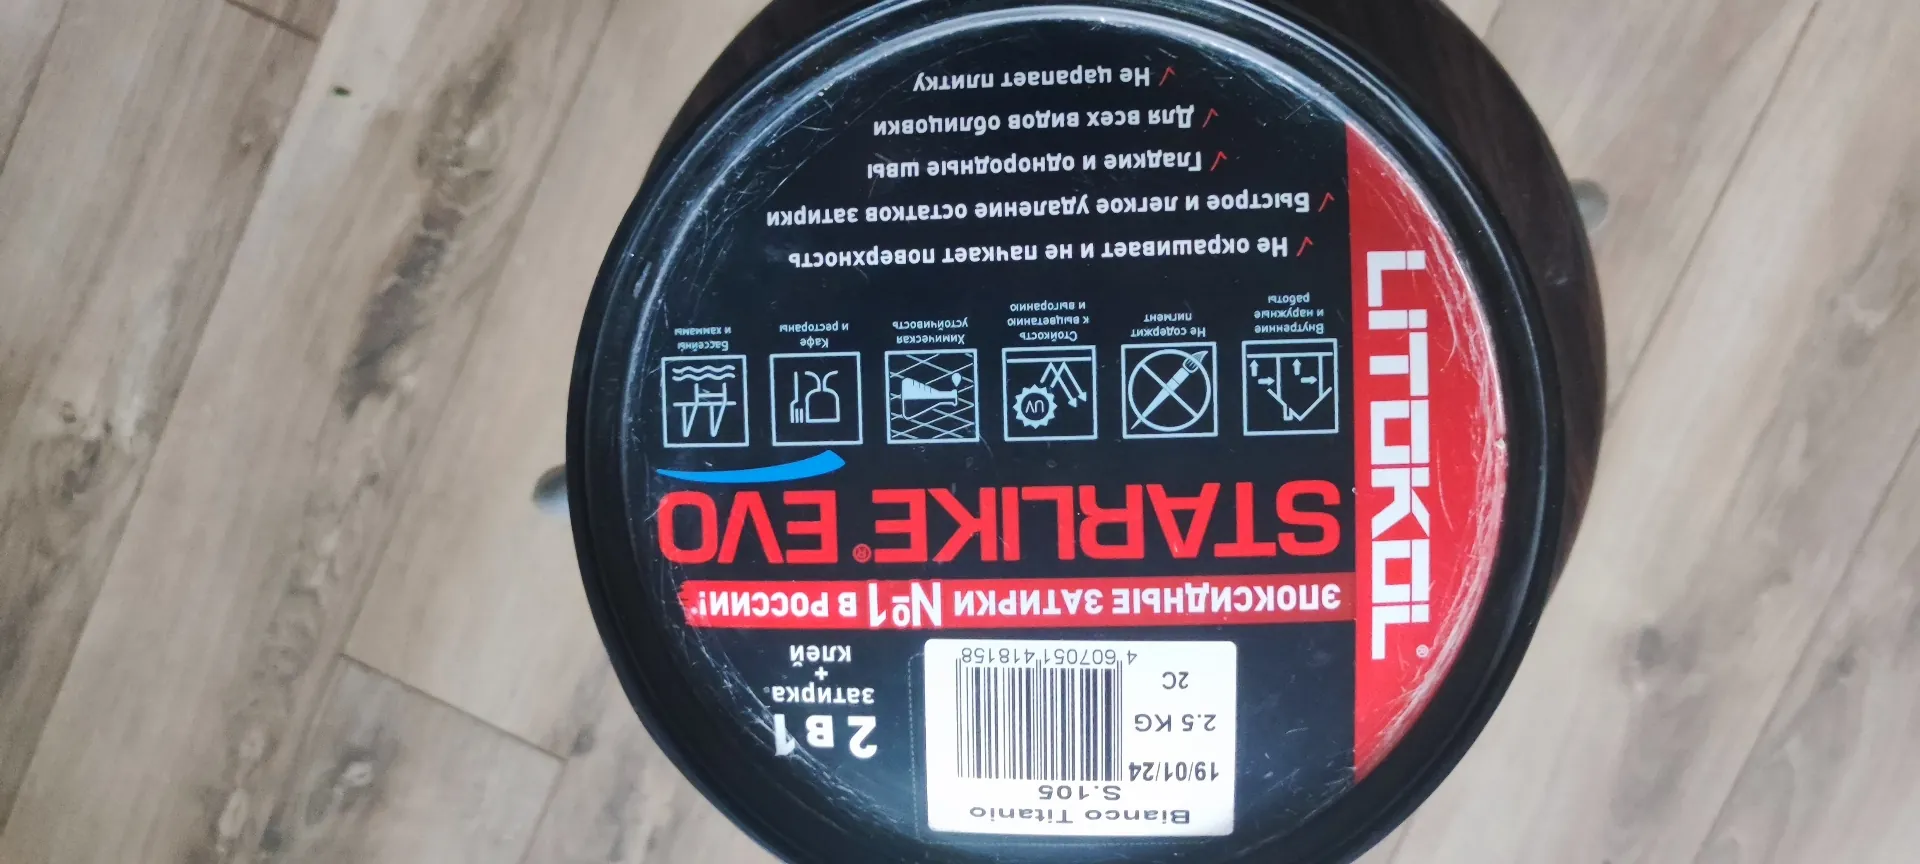 Bianco Titanio
S.105
19/01/24
2.5 KG
2C
4 607051 418158
2 в 1
затирка
+
клей
ЭПОКСИДНЫЕ ЗАТИРКИ №1 В РОССИИ!*
STARLIKE® EVO
LITOKOL®
Внутренние
и наружные
работы
Не содержит
пигмент
Стойкость
к выцветанию
и выгоранию
Химическая
устойчивость
Кафе
и рестораны
Бассейны
и хаммамы
UV
✓ Не окрашивает и не пачкает поверхность
✓ Быстрое и легкое удаление остатков затирки
✓ Гладкие и однородные швы
✓ Для всех видов облицовки
✓ Не царапает плитку